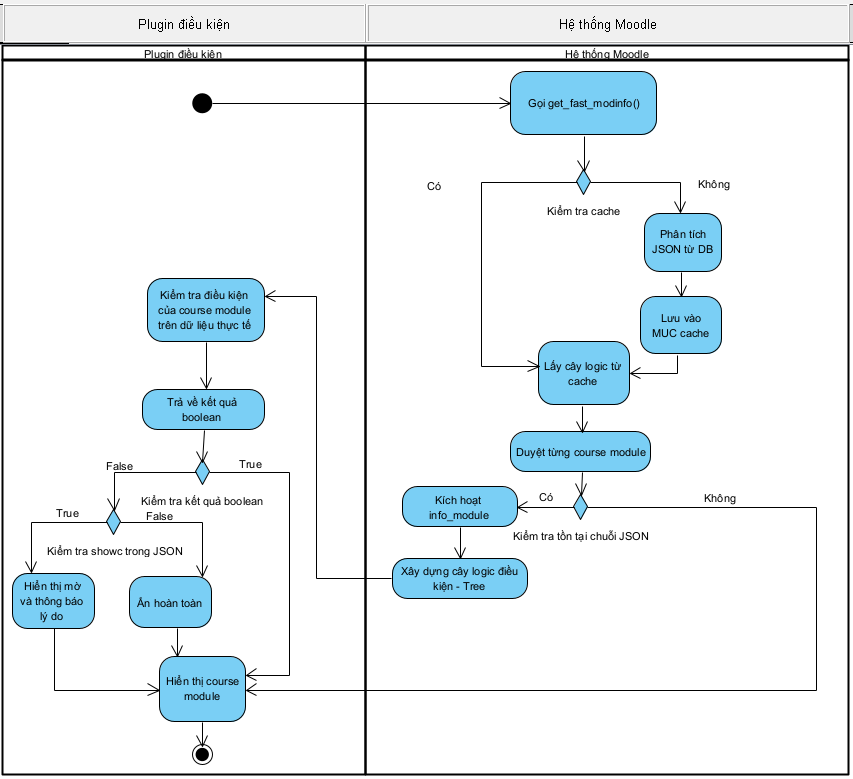 Plugin điều kiện
Hệ thống Moodle
Plugin điều kiện
Hệ thống Moodle
Gọi get_fast_modinfo()
Có
Không
Kiểm tra cache
Phân tích
JSON từ DB
Lưu vào
MUC cache
Lấy cây logic từ
cache
Duyệt từng course module
Có
Không
Kiểm tra tồn tại chuỗi JSON
Kích hoạt
info_module
Xây dựng cây logic điều
kiện - Tree
Kiểm tra điều kiện
của course module
trên dữ liệu thực tế
Trả về kết quả
boolean
False
True
Kiểm tra kết quả boolean
True
False
Kiểm tra showc trong JSON
Hiển thị mờ
và thông báo
lý do
Ẩn hoàn toàn
Hiển thị course
module